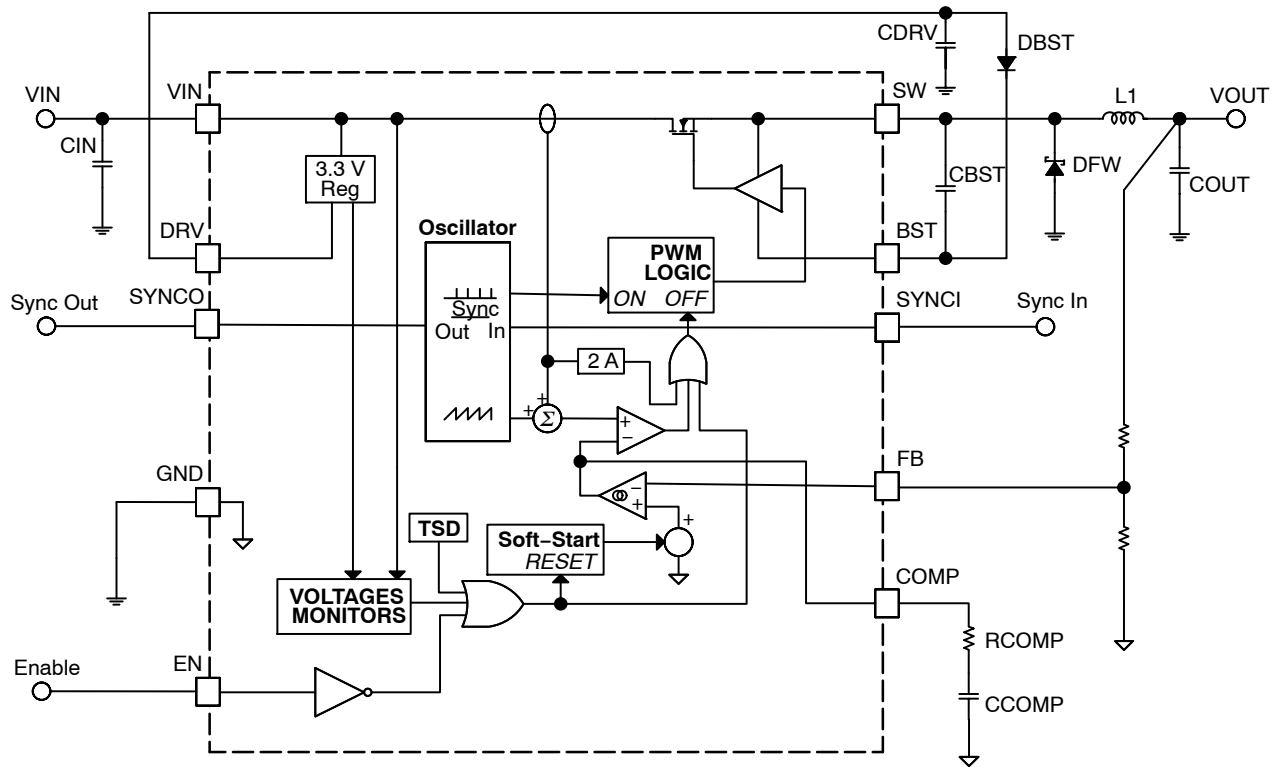 CDRV
DBST
VIN
VIN
SW
L1
VOUT
CIN
3.3 V
Reg
CBST
DFW
COUT
DRV
Oscillator
BST
PWM
LOGIC
ON OFF
SYNCO
SYNCI
Sync Out
Sync In
Sync
Out In
2 A
+
+
Σ
+
−
FB
GND
−
+
+
TSD
Soft−Start
RESET
COMP
VOLTAGES
MONITORS
RCOMP
Enable
EN
CCOMP